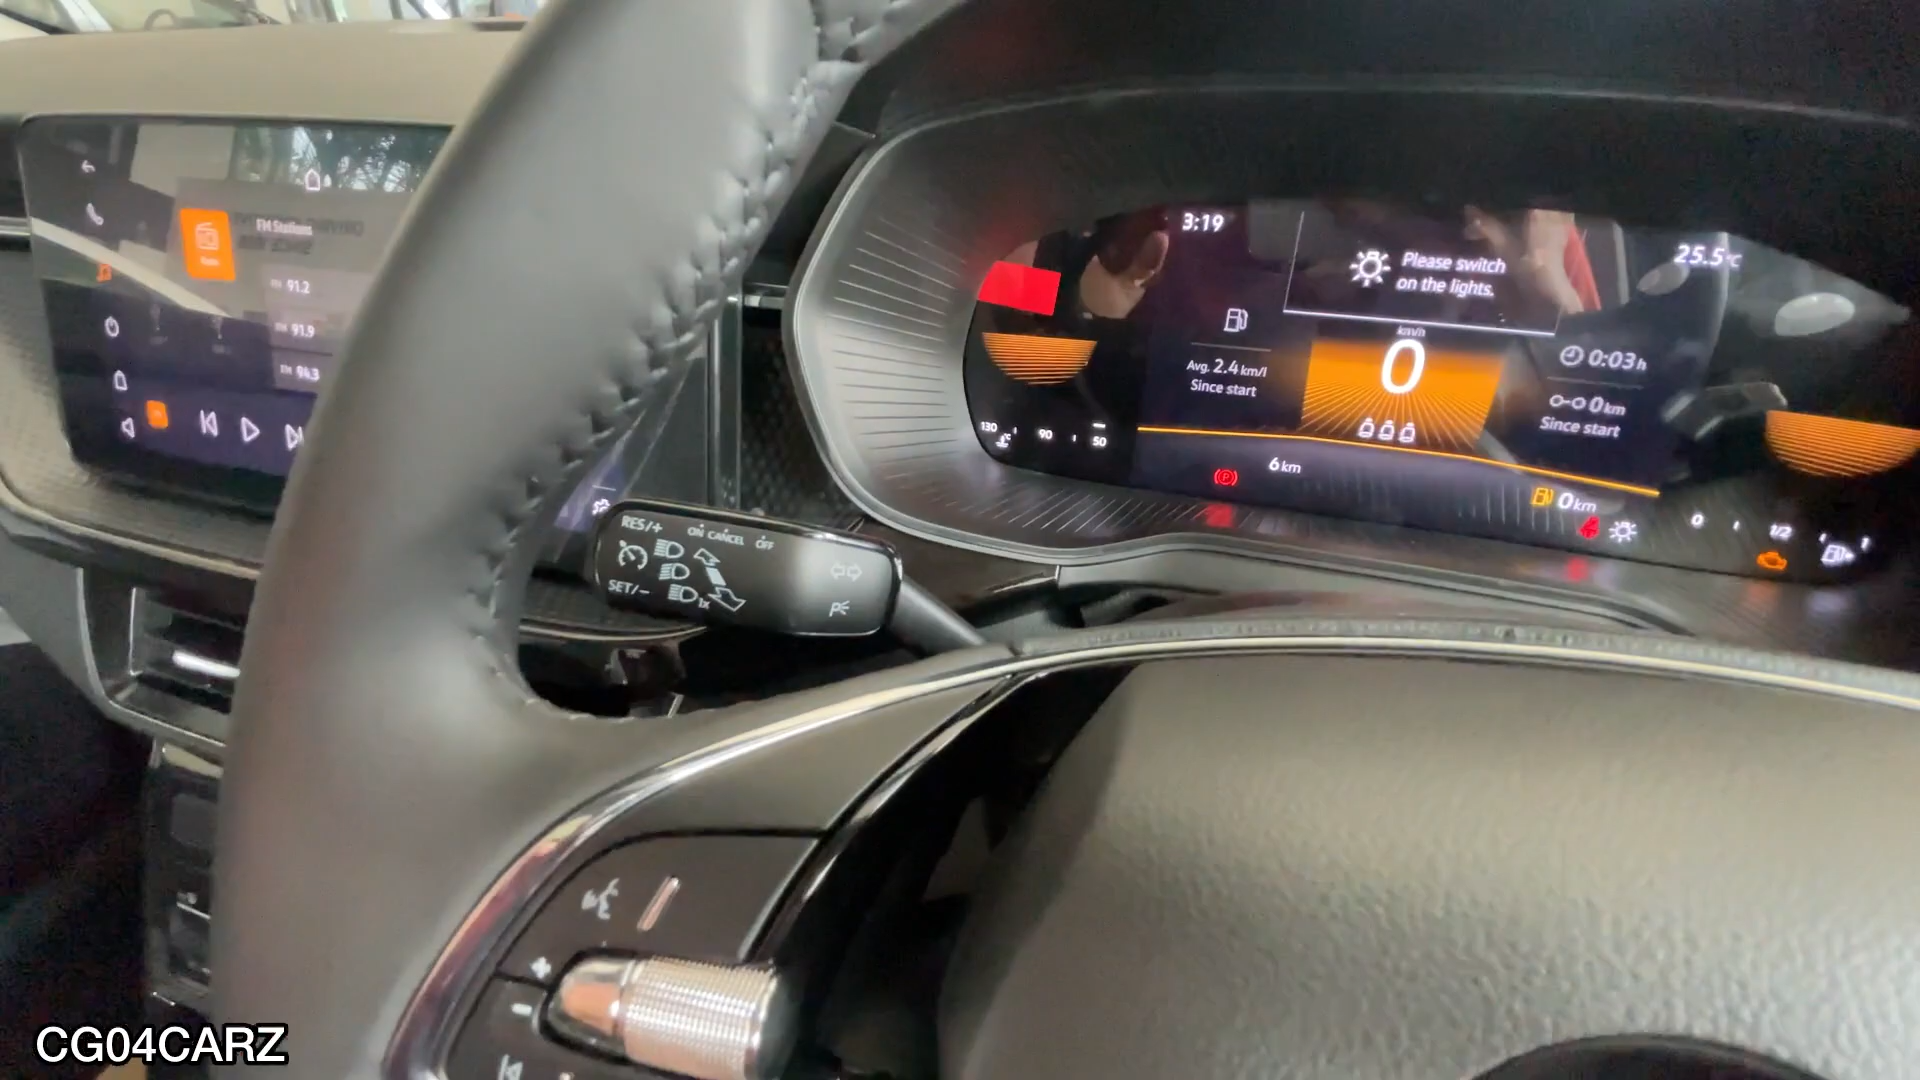 FM Stations
91.2
91.9
94.3
RES/+
ON CANCEL OFF
SET/-
1x
3:19
Please switch
on the lights.
25.5°C
km/h
0
Avg. 2.4 km/l
Since start
0:03 h
0 km
Since start
130
90
50
6 km
0 km
0
1/2
1
CG04CARZ